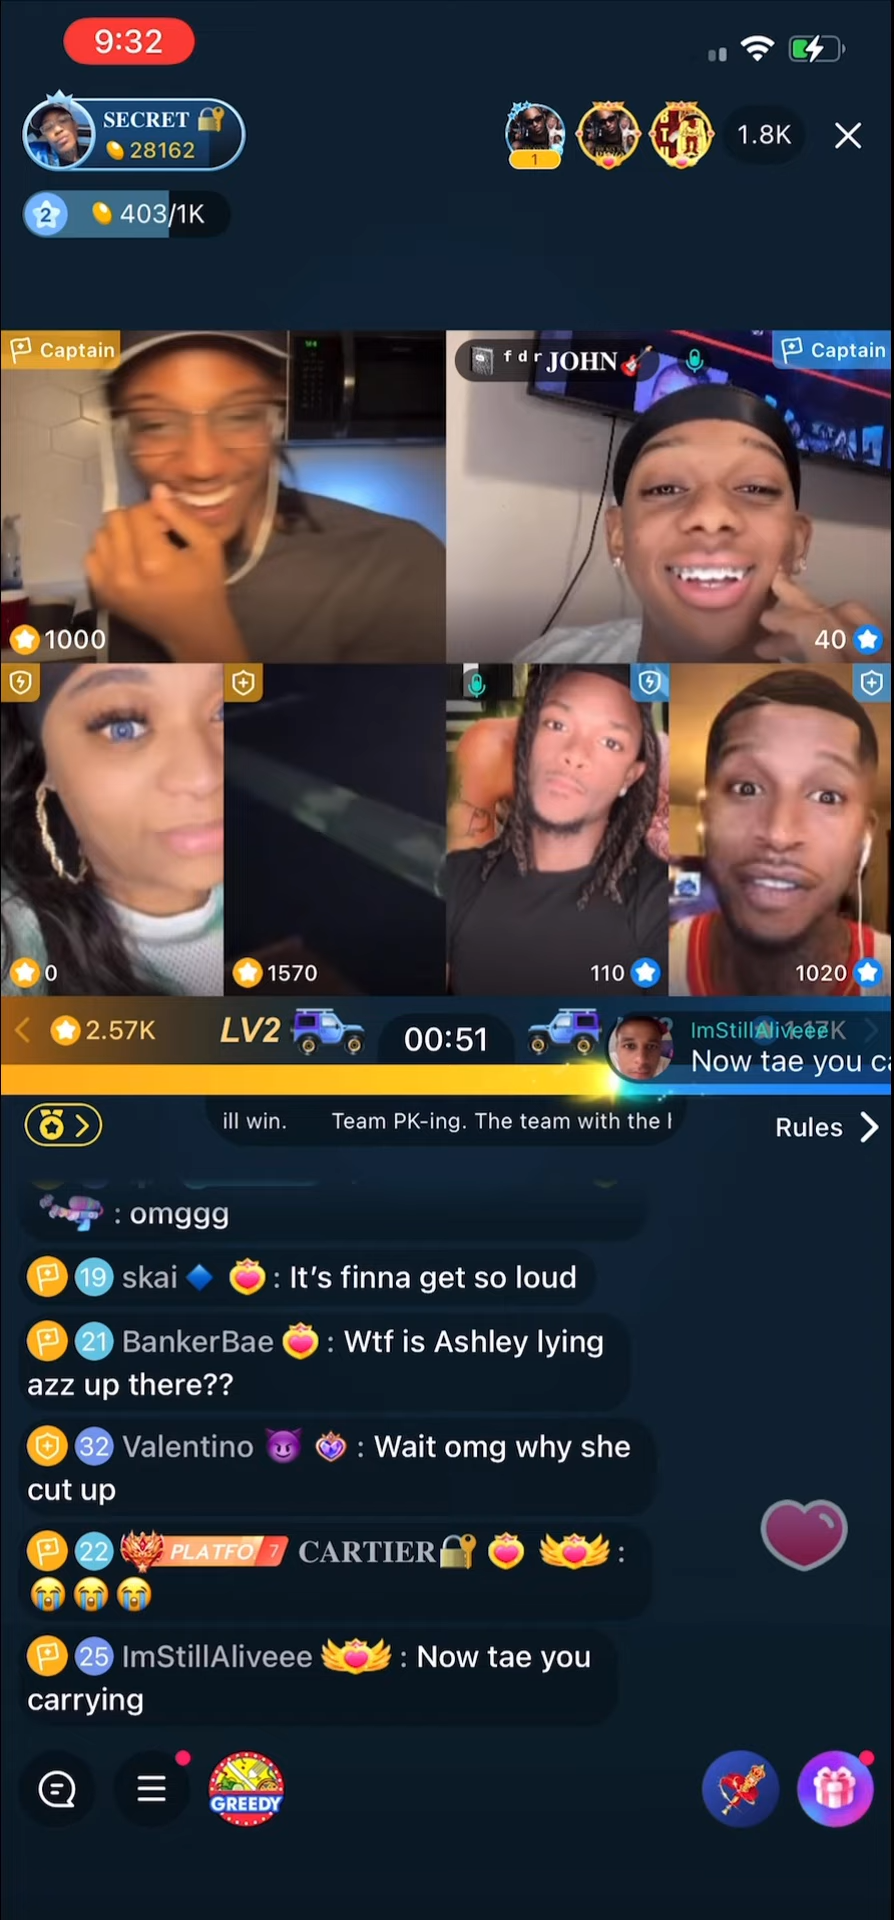 9:32
SECRET 🔐
28162
1
1.8K
2 403/1K
Captain
ᶠ ᵈ ʳ JOHN🎸
Captain
1000
40
0
1570
110
1020
2.57K LV2 00:51
ImStillAliveee
Now tae you ca
ill win. Team PK-ing. The team with the h
Rules
: omggg
19 skai 🔹 : It's finna get so loud
21 BankerBae : Wtf is Ashley lying
azz up there??
32 Valentino 😈 : Wait omg why she
cut up
22 PLATFO 7 CARTIER🔐 :
😭😭😭
25 ImStillAliveee : Now tae you
carrying
GREEDY